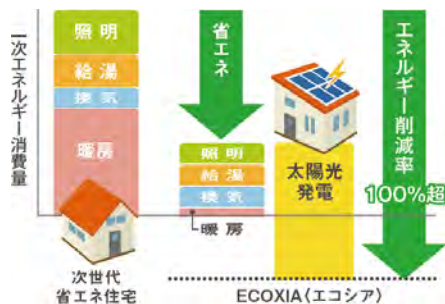 一次エネルギー消費量
照明
給湯
換気
暖房
次世代
省エネ住宅
省エネ
照明
給湯
換気
暖房
太陽光
発電
ECOXIA〈エコシア〉
エネルギー削減率
100%超